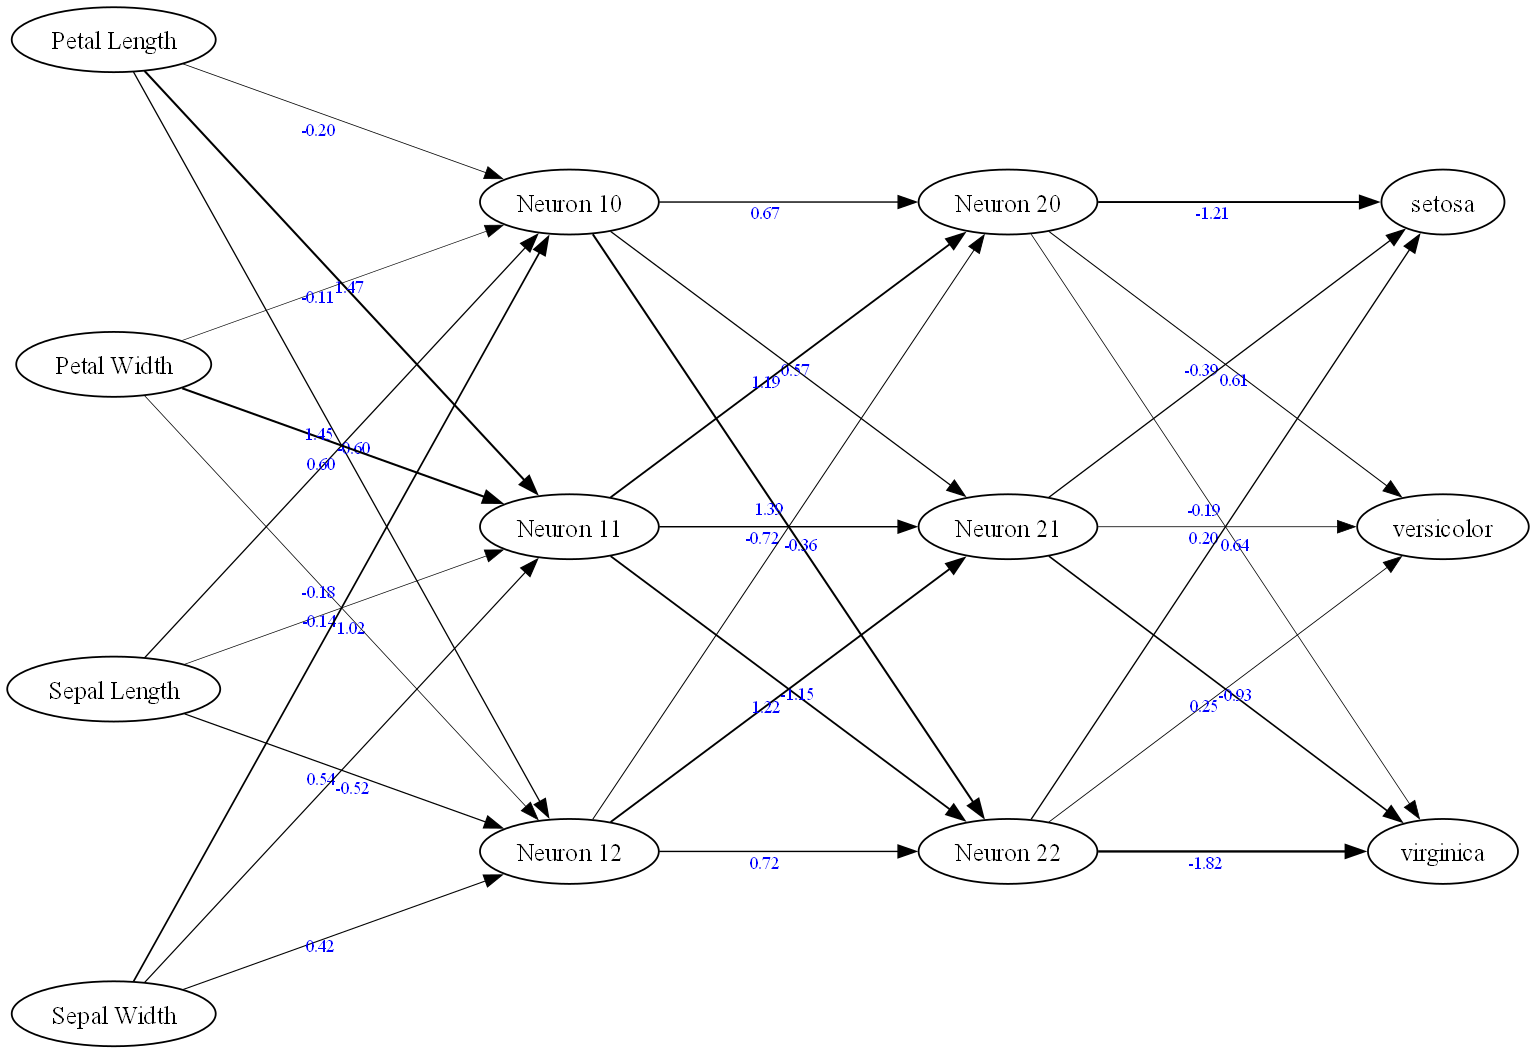 Petal Length
Petal Width
Sepal Length
Sepal Width
-0.20
-0.11
1.47
1.45
-0.60
0.60
-0.18
-0.14
1.02
0.54
-0.52
0.42
Neuron 10
Neuron 11
Neuron 12
0.67
0.57
1.19
1.39
-0.72
-0.36
-1.15
1.22
0.72
Neuron 20
Neuron 21
Neuron 22
-1.21
-0.39
0.61
-0.19
0.20
0.64
-0.93
0.25
-1.82
setosa
versicolor
virginica